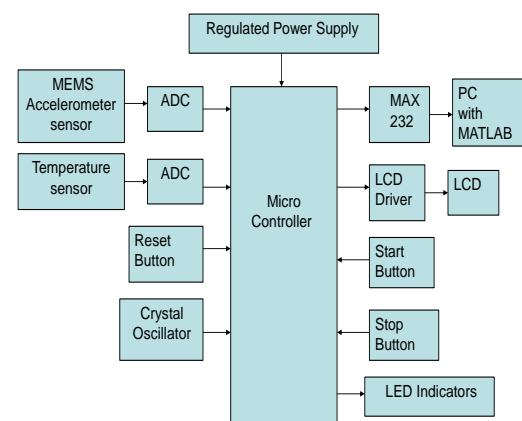 Regulated Power Supply
MEMS
Accelerometer
sensor
ADC
MAX
232
PC
with
MATLAB
Temperature
sensor
ADC
Micro
Controller
LCD
Driver
LCD
Reset
Button
Start
Button
Crystal
Oscillator
Stop
Button
LED Indicators